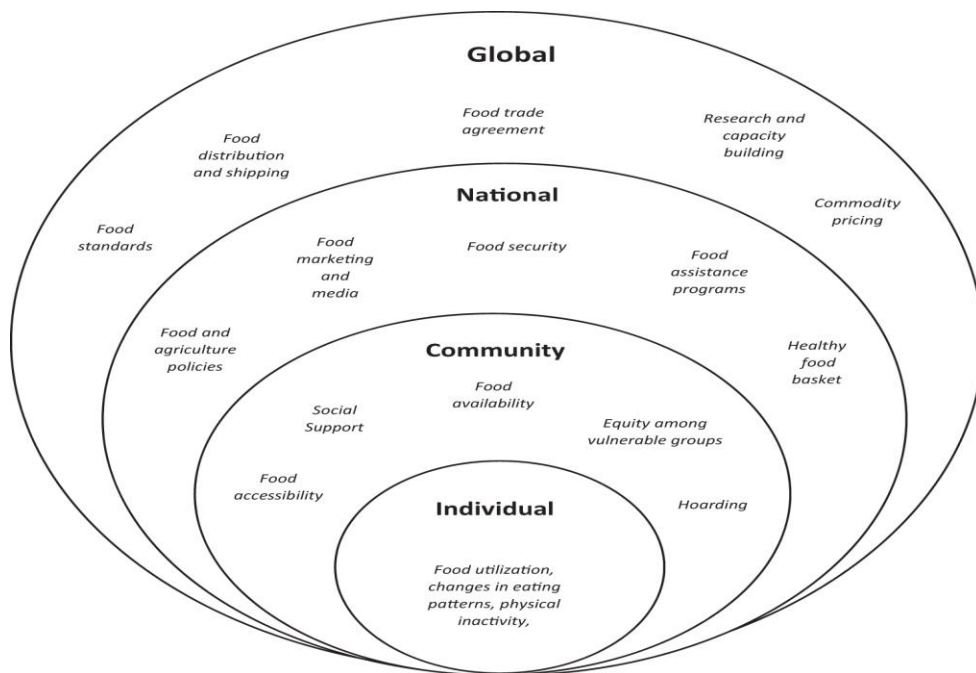 Global
Food trade
agreement
Research and
capacity
building
Food
distribution
and shipping
Commodity
pricing
Food
standards
National
Food
marketing
and
media
Food security
Food
assistance
programs
Food and
agriculture
policies
Healthy
food
basket
Community
Food
availability
Social
Support
Equity among
vulnerable groups
Food
accessibility
Hoarding
Individual
Food utilization,
changes in eating
patterns, physical
inactivity,